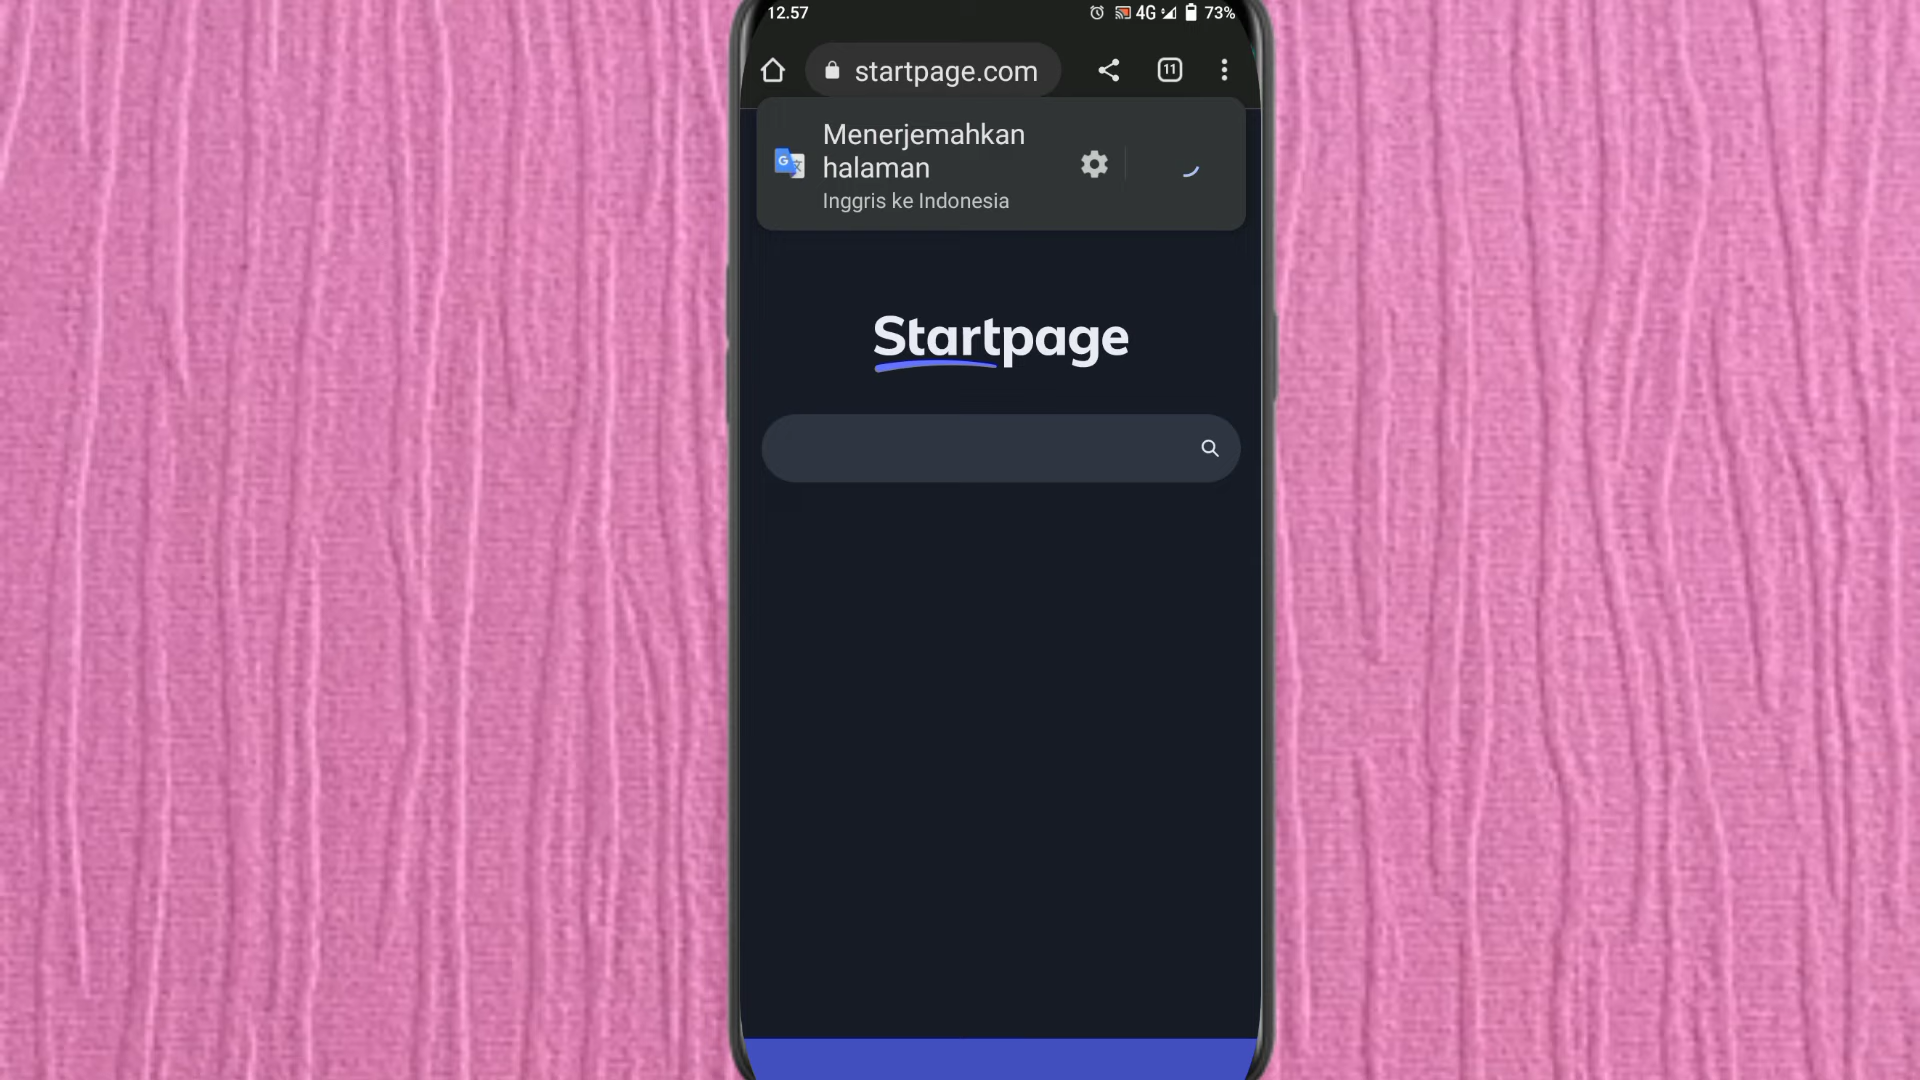 12.57
4G
73%
startpage.com
11
Menerjemahkan
halaman
Inggris ke Indonesia
Startpage